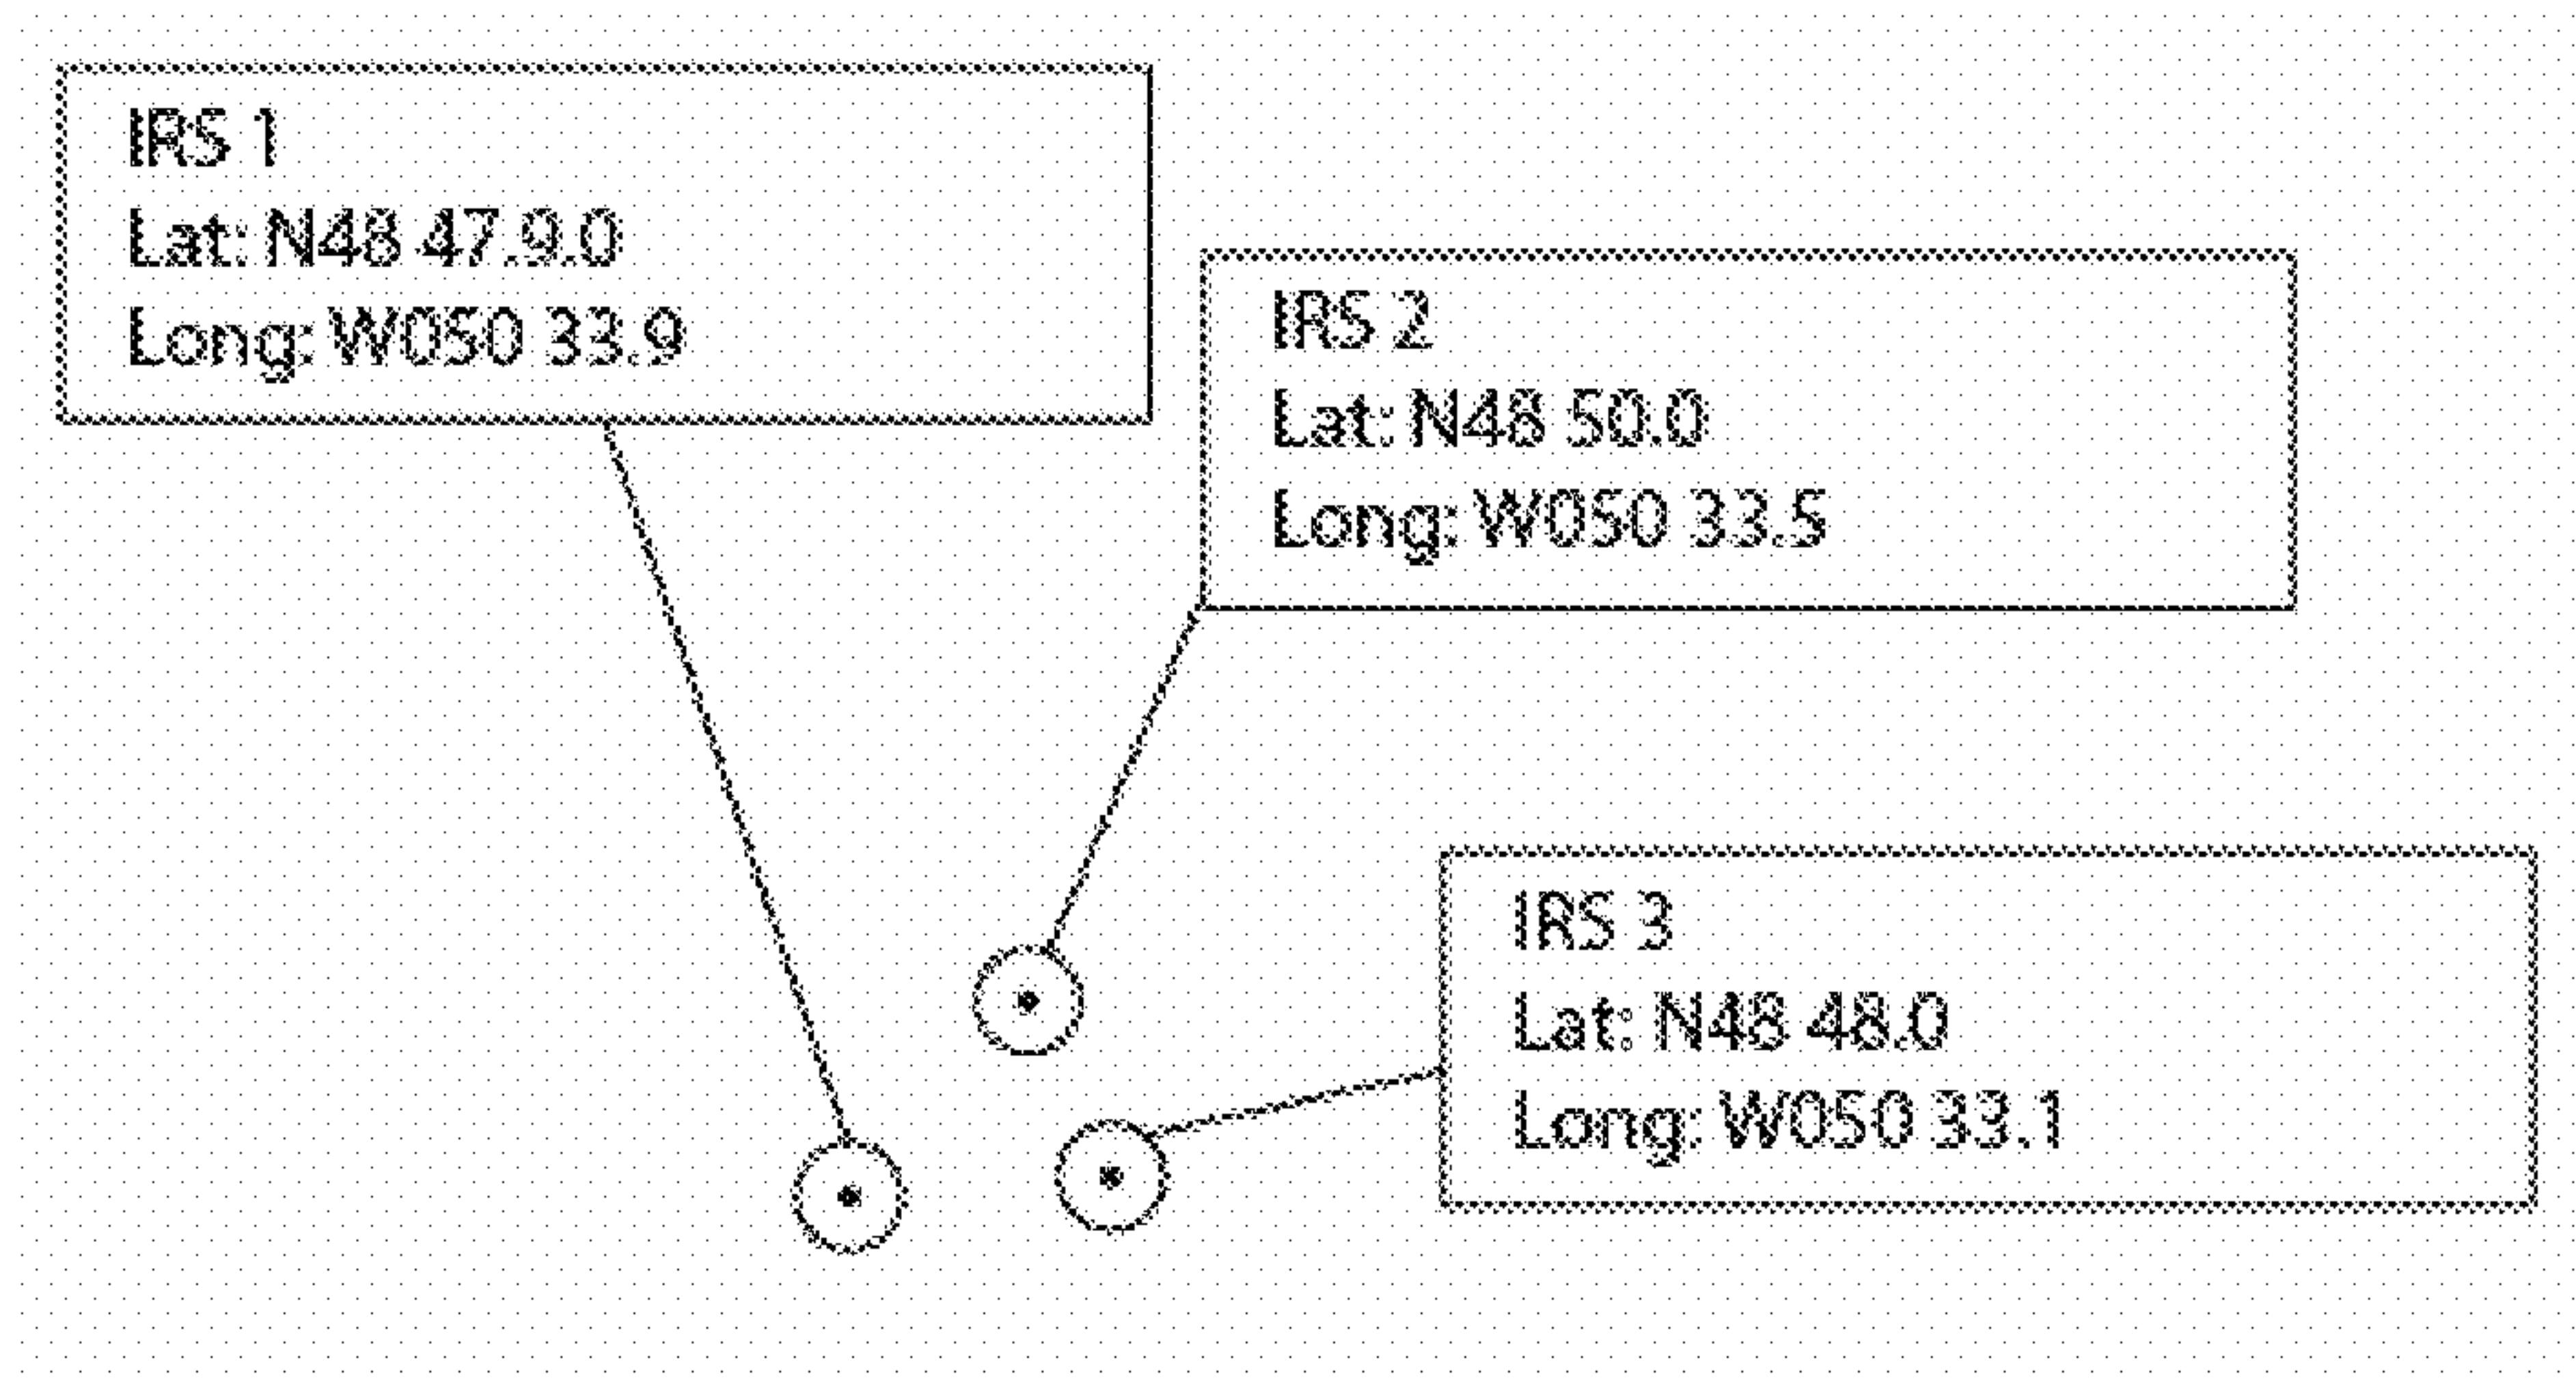 IRS 1
Lat: N48 47.9.0
Long: W050 33.9
IRS 2
Lat: N48 50.0
Long: W050 33.5
IRS 3
Lat: N48 48.0
Long: W050 33.1